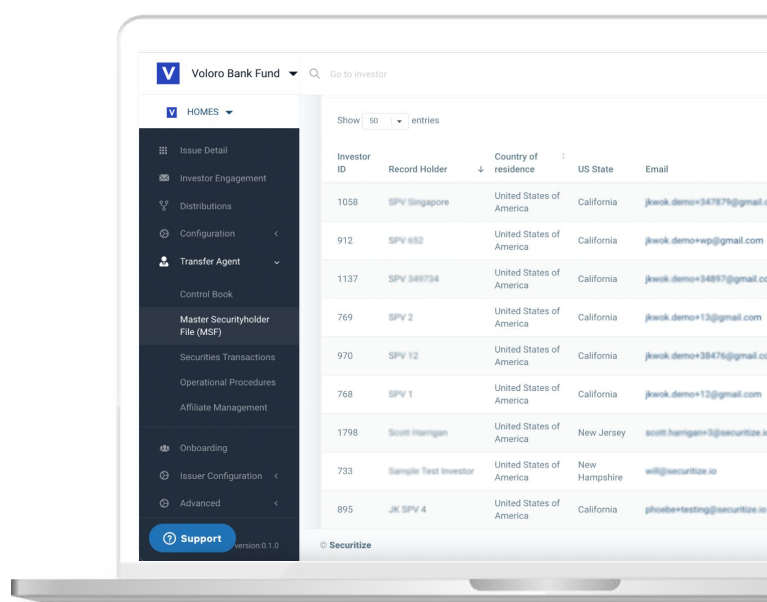 V Voloro Bank Fund
Go to investor
V HOMES
Show 50 entries
Issue Detail
Investor Engagement
Distributions
Configuration
Transfer Agent
Control Book
Master Securityholder
File (MSF)
Securities Transactions
Operational Procedures
Affiliate Management
Onboarding
Issuer Configuration
Advanced
Support
version:0.1.0
Investor
ID
Record Holder
Country of
residence
US State
Email
1058 SPV Singapore United States of
America California
912 SPV 652 United States of
America California jkwok.demo+wp@gmail.com
1137 United States of
America California
769 SPV 2 United States of
America California jkwok.demo+13@gmail.com
970 SPV 12 United States of
America California
768 SPV 1 United States of
America California jkwok.demo+12@gmail.com
1798 Scott Harrigan United States of
America New Jersey
733 Sample Test Investor United States of
America New
Hampshire will@securitize.io
895 JK SPV 4 United States of
America California phoebe+testing@securitize.io
© Securitize